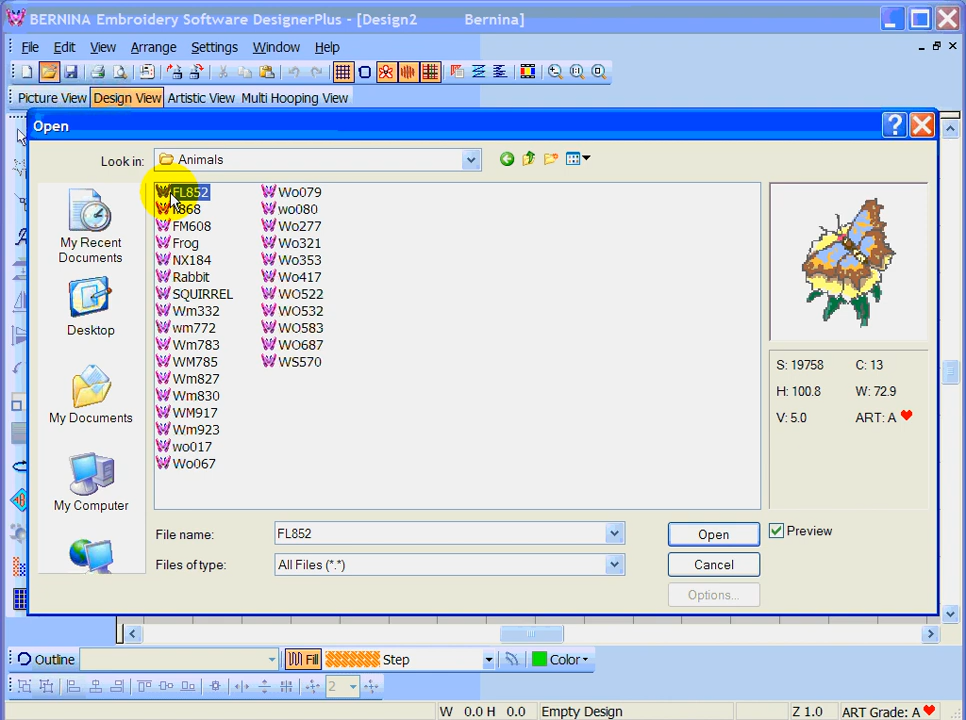 BERNINA Embroidery Software DesignerPlus - [Design2 Bernina]
File Edit View Arrange Settings Window Help
Picture View Design View Artistic View Multi Hooping View
Open
Look in: Animals
My Recent Documents
Desktop
My Documents
My Computer
FL852
FM608
Frog
NX184
Rabbit
SQUIRREL
Wm332
wm772
Wm783
WM785
Wm827
Wm830
WM917
Wm923
wo017
Wo067
Wo079
wo080
Wo277
Wo321
Wo353
Wo417
WO522
WO532
WO583
WO687
WS570
S: 19758 C: 13
H: 100.8 W: 72.9
V: 5.0 ART: A
File name: FL852 Open Preview
Files of type: All Files (*.*) Cancel
Options...
Outline Fill Step Color
2
W 0.0 H 0.0 Empty Design Z 1.0 ART Grade: A